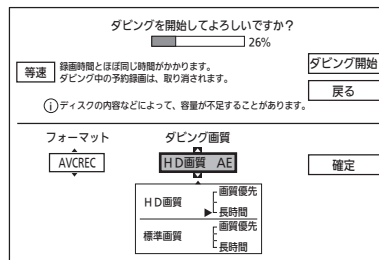 ダビングを開始してよろしいですか？
26%
等速
録画時間とほぼ同じ時間がかかります。
ダビング中の予約録画は、取り消されます。
ダビング開始
戻る
iディスクの内容などによって、容量が不足することがあります。
フォーマット
ダビング画質
AVCREC
HD画質 AE
確定
HD画質
画質優先
長時間
標準画質
画質優先
長時間